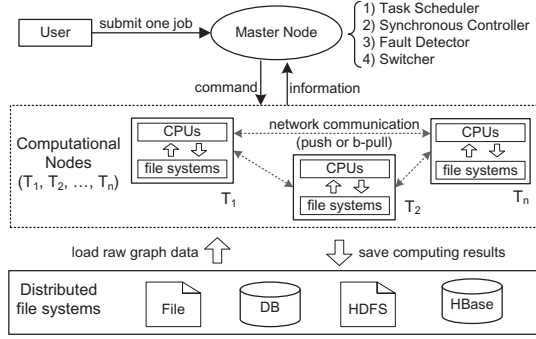 User
submit one job
Master Node
1) Task Scheduler
2) Synchronous Controller
3) Fault Detector
4) Switcher
command
information
Computational
Nodes
(T1, T2, …, Tn)
CPUs
file systems
T1
network communication
(push or b-pull)
CPUs
file systems
T2
CPUs
file systems
Tn
load raw graph data
save computing results
Distributed
file systems
File
DB
HDFS
HBase